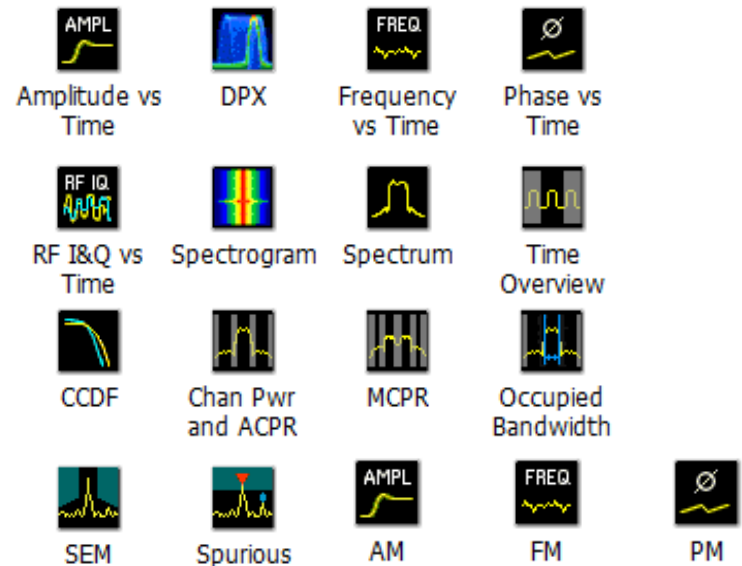 AMPL
FREQ
Ø
Amplitude vs
Time
DPX
Frequency
vs Time
Phase vs
Time
RF IQ
RF I&Q vs
Time
Spectrogram
Spectrum
Time
Overview
CCDF
Chan Pwr
and ACPR
MCPR
Occupied
Bandwidth
AMPL
FREQ
Ø
SEM
Spurious
AM
FM
PM